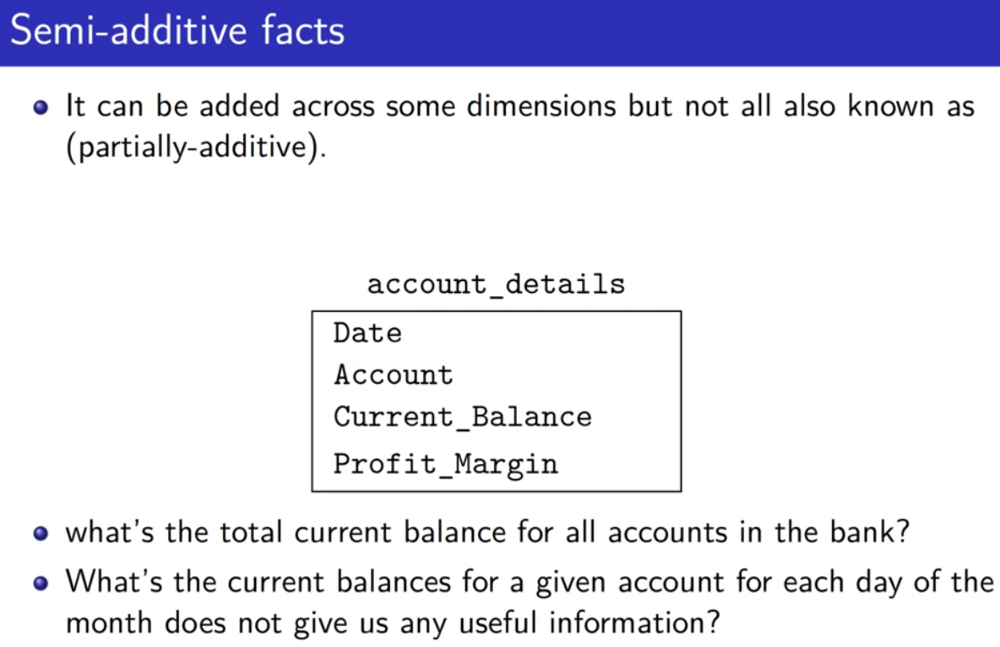 Semi-additive facts
It can be added across some dimensions but not all also known as
(partially-additive).
account_details
Date
Account
Current_Balance
Profit_Margin
what's the total current balance for all accounts in the bank?
What's the current balances for a given account for each day of the
month does not give us any useful information?